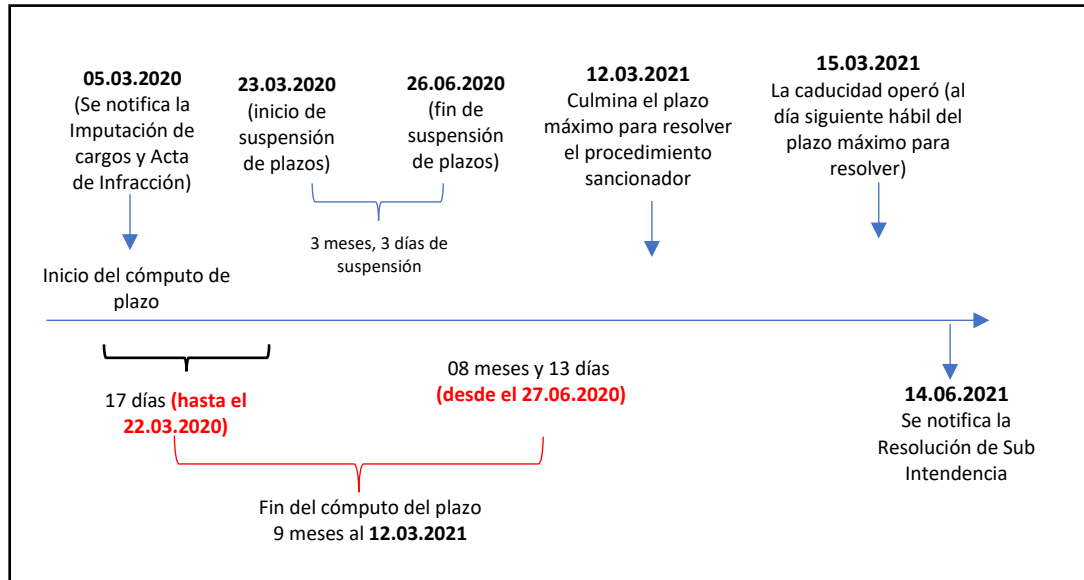 05.03.2020
(Se notifica la
Imputación de
cargos y Acta
de Infracción)
23.03.2020
(inicio de
suspensión
de plazos)
26.06.2020
(fin de
suspensión
de plazos)
12.03.2021
Culmina el plazo
máximo para resolver
el procedimiento
sancionador
15.03.2021
La caducidad operó (al
día siguiente hábil del
plazo máximo para
resolver)
3 meses, 3 días de
suspensión
Inicio del cómputo de
plazo
17 días (hasta el
22.03.2020)
08 meses y 13 días
(desde el 27.06.2020)
14.06.2021
Se notifica la
Resolución de Sub
Intendencia
Fin del cómputo del plazo
9 meses al 12.03.2021